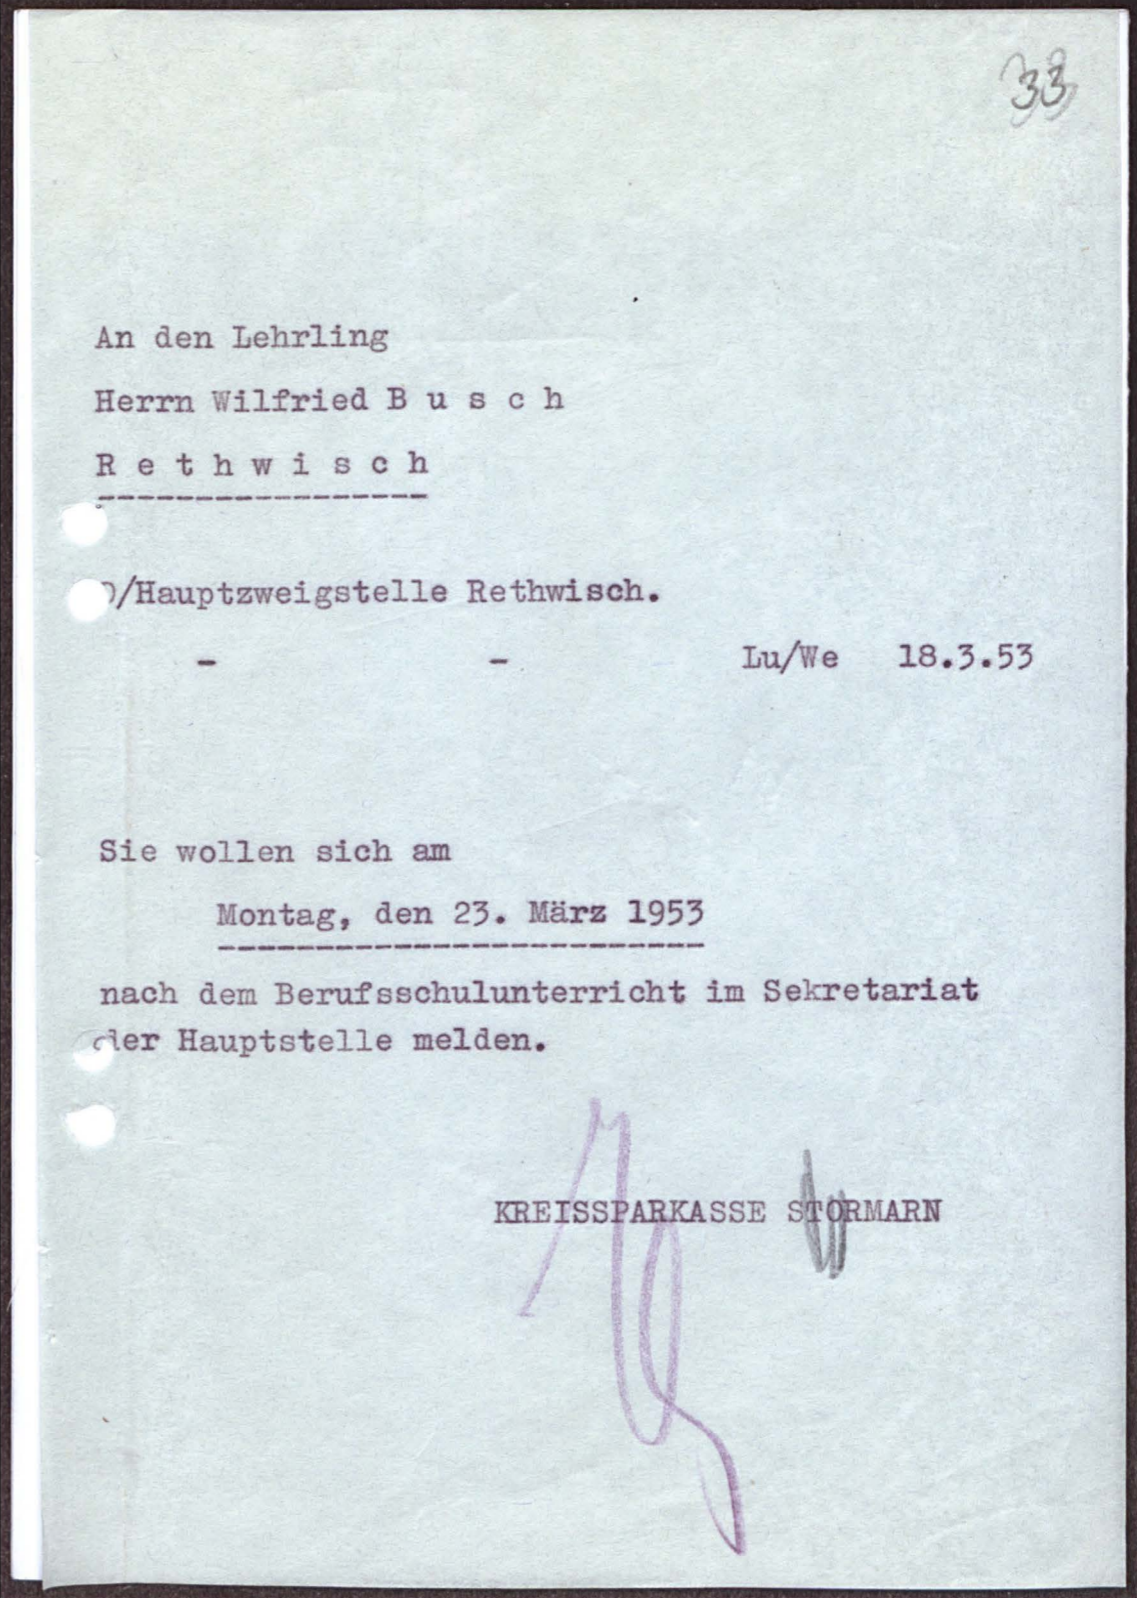 33
An den Lehrling
Herrn Wilfried B u s c h
R e t h w i s c h
D/Hauptzweigstelle Rethwisch.
- - Lu/We 18.3.53
Sie wollen sich am
Montag, den 23. März 1953
nach dem Berufsschulunterricht im Sekretariat
der Hauptstelle melden.
KREISSPARKASSE STORMARN